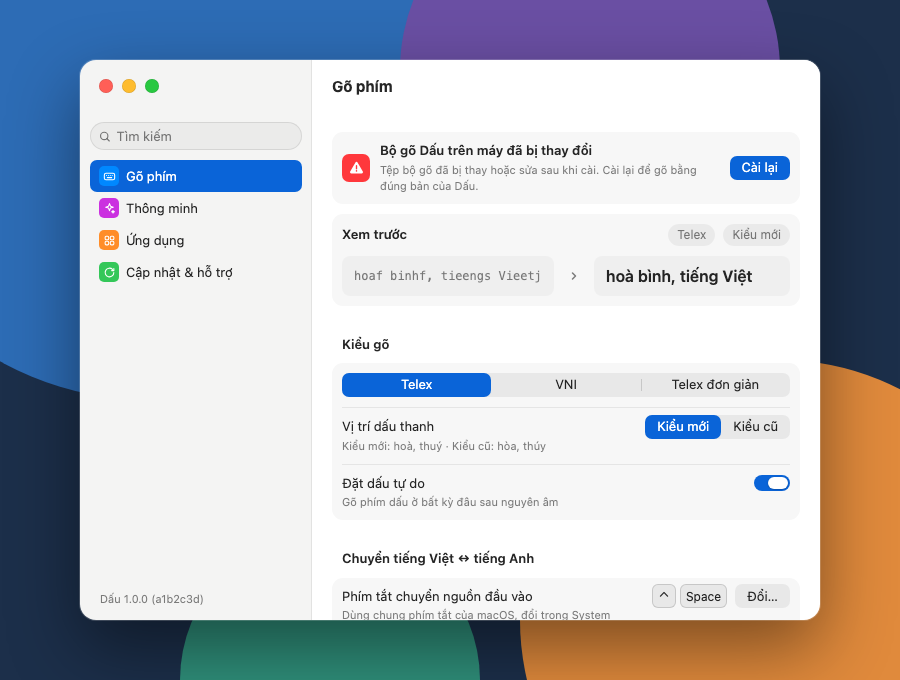 Gõ phím
Tìm kiếm
Gõ phím
Thông minh
Ứng dụng
Cập nhật & hỗ trợ
Dấu 1.0.0 (a1b2c3d)
Bộ gõ Dấu trên máy đã bị thay đổi
Tệp bộ gõ đã bị thay hoặc sửa sau khi cài. Cài lại để gõ bằng
đúng bản của Dấu.
Cài lại
Xem trước
Telex
Kiểu mới
hoaf binhf, tieengs Vieetj
hoà bình, tiếng Việt
Kiểu gõ
Telex
VNI
Telex đơn giản
Vị trí dấu thanh
Kiểu mới: hoà, thuý · Kiểu cũ: hòa, thúy
Kiểu mới
Kiểu cũ
Đặt dấu tự do
Gõ phím dấu ở bất kỳ đâu sau nguyên âm
Chuyển tiếng Việt ↔ tiếng Anh
Phím tắt chuyển nguồn đầu vào
Dùng chung phím tắt của macOS, đổi trong System
^
Space
Đổi...